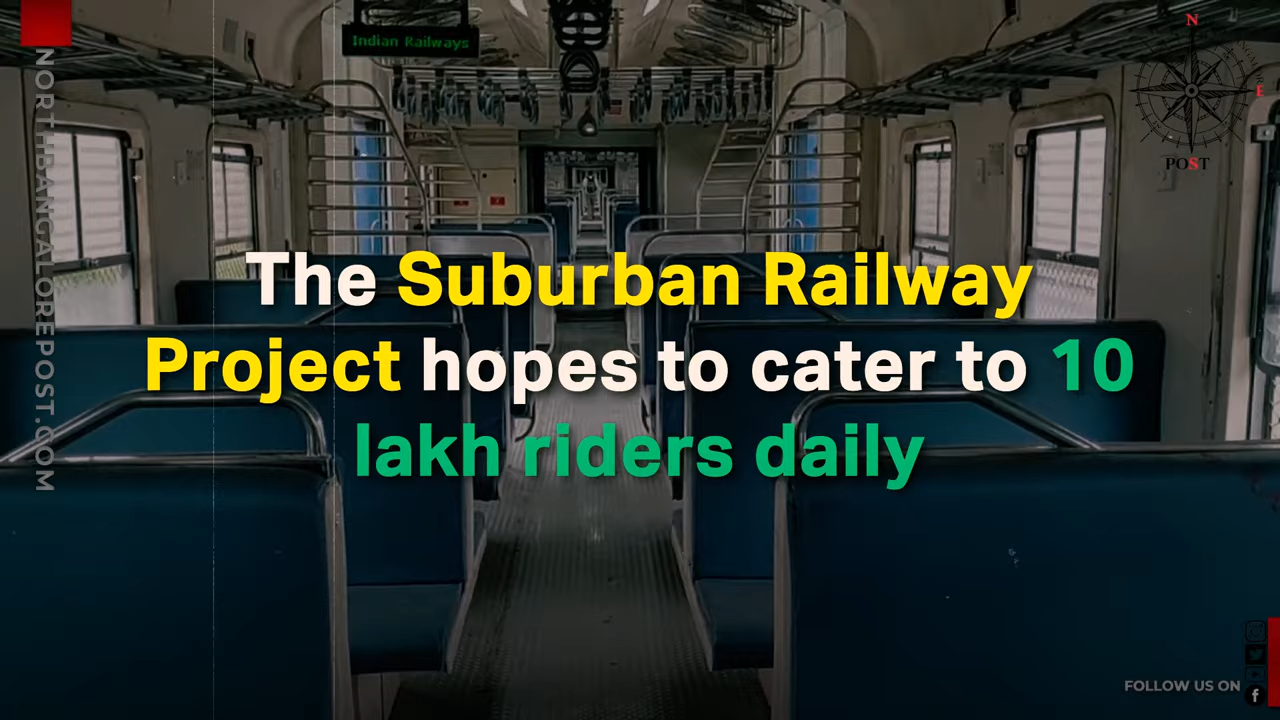 Indian Railways
N
E
POST
NORTHBANGALOREPOST.COM
The Suburban Railway
Project hopes to cater to 10
lakh riders daily
FOLLOW US ON